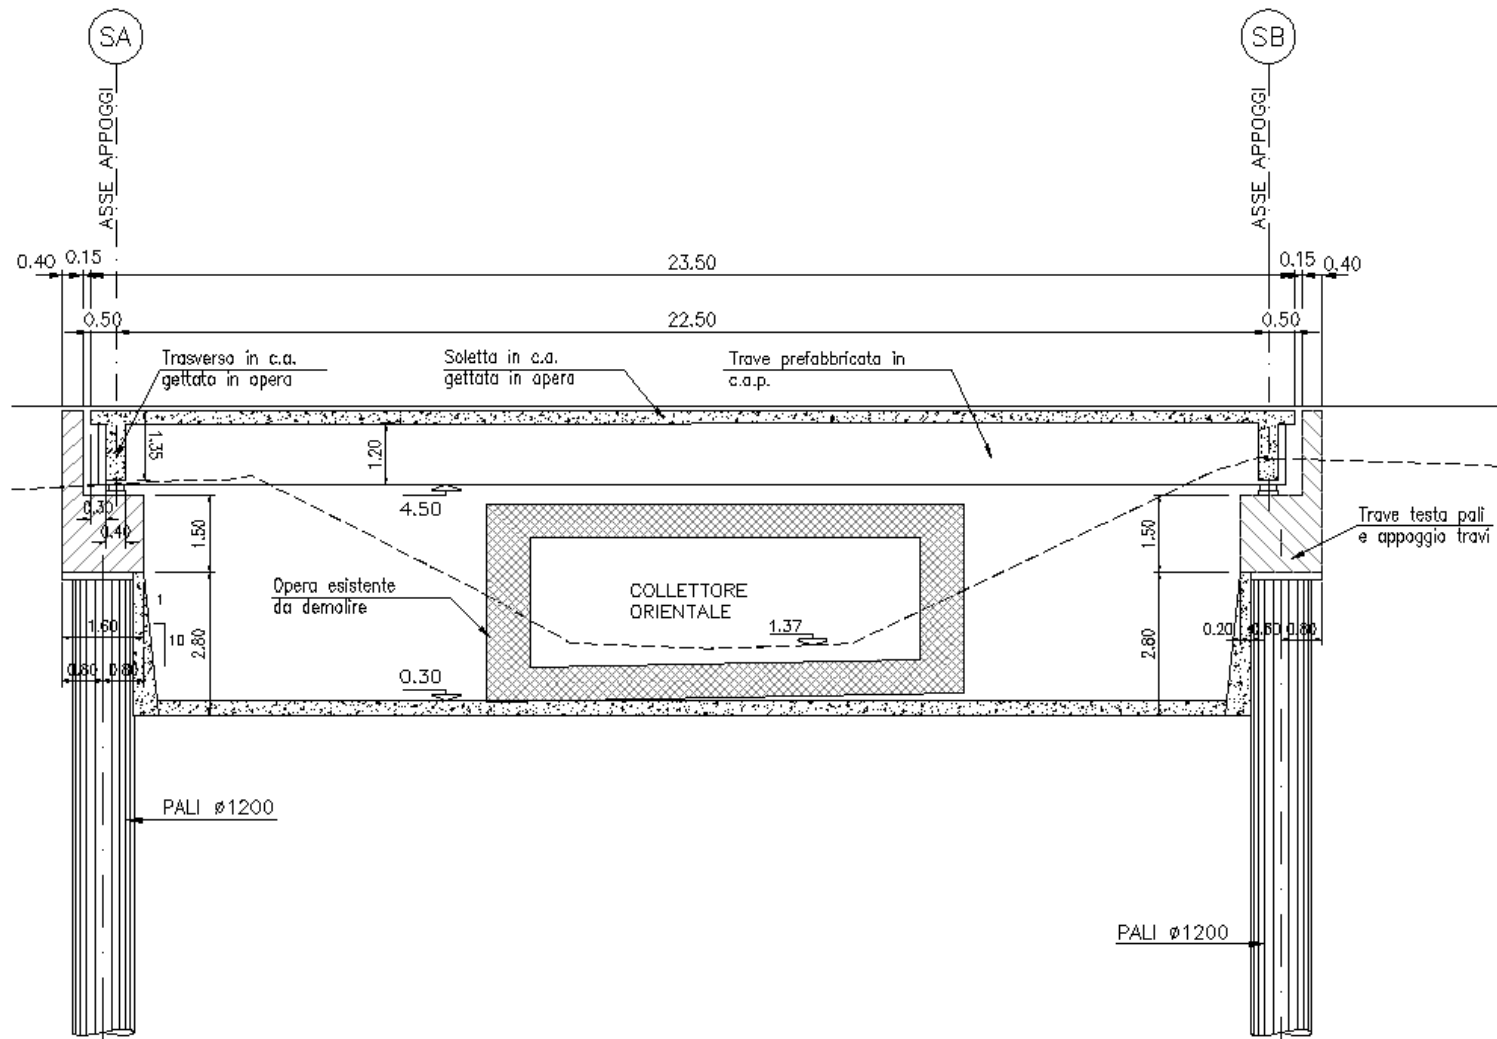 SA
SB
ASSE APPOGGI
ASSE APPOGGI
0.40
0.15
23.50
0.15
0.40
0.50
22.50
0.50
Trasverso in c.a.
gettato in opera
Soletta in c.a.
gettata in opera
Trave prefabbricata in
c.a.p.
1.35
1.20
4.50
0.30
0.40
1.50
1.50
Trave testa pali
e appoggio travi
Opera esistente
da demolire
COLLETTORE
ORIENTALE
1
10
1.37
1.60
2.80
2.80
0.20
0.60
0.80
0.80
0.80
0.30
PALI ø1200
PALI ø1200